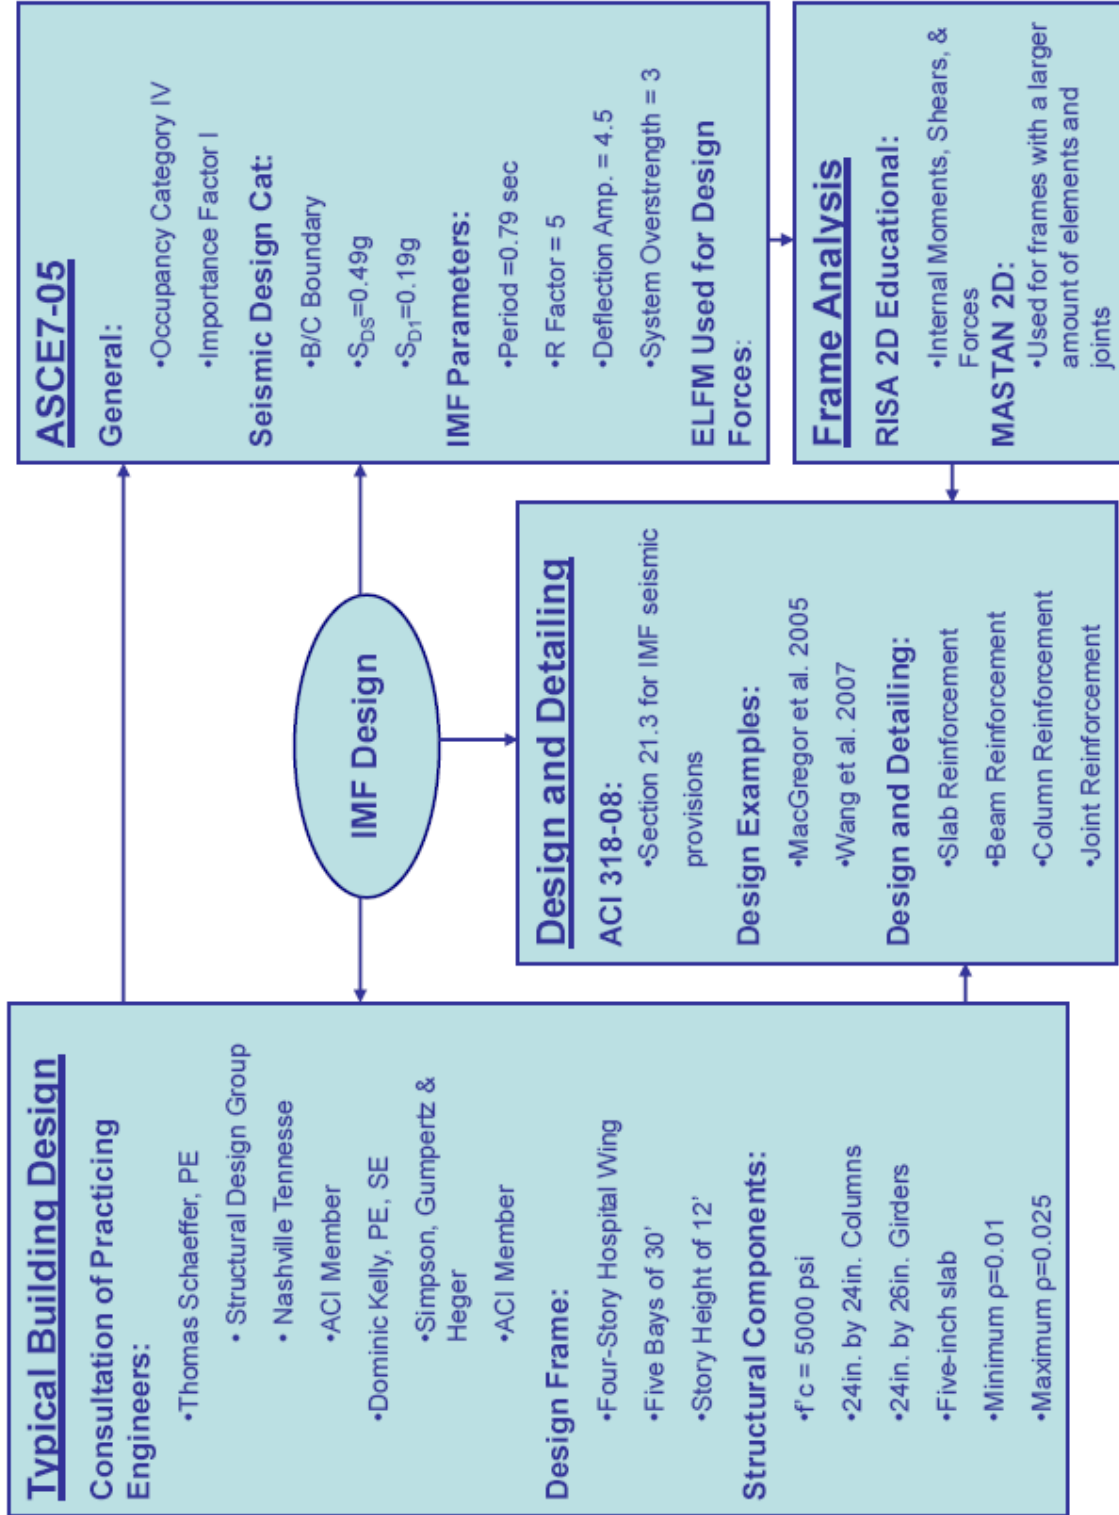 Typical Building Design
Consultation of Practicing
Engineers:
•Thomas Schaeffer, PE
• Structural Design Group
• Nashville Tennesse
•ACI Member
•Dominic Kelly, PE, SE
•Simpson, Gumpertz &
Heger
•ACI Member
Design Frame:
•Four-Story Hospital Wing
•Five Bays of 30'
•Story Height of 12'
Structural Components:
•f'c = 5000 psi
•24in. by 24in. Columns
•24in. by 26in. Girders
•Five-inch slab
•Minimum ρ=0.01
•Maximum ρ=0.025
IMF Design
Design and Detailing
ACI 318-08:
•Section 21.3 for IMF seismic
provisions
Design Examples:
•MacGregor et al. 2005
•Wang et al. 2007
Design and Detailing:
•Slab Reinforcement
•Beam Reinforcement
•Column Reinforcement
•Joint Reinforcement
ASCE7-05
General:
•Occupancy Category IV
•Importance Factor I
Seismic Design Cat:
•B/C Boundary
•SDS=0.49g
•SD1=0.19g
IMF Parameters:
•Period =0.79 sec
•R Factor = 5
•Deflection Amp. = 4.5
•System Overstrength = 3
ELFM Used for Design
Forces:
Frame Analysis
RISA 2D Educational:
•Internal Moments, Shears, &
Forces
MASTAN 2D:
•Used for frames with a larger
amount of elements and
joints